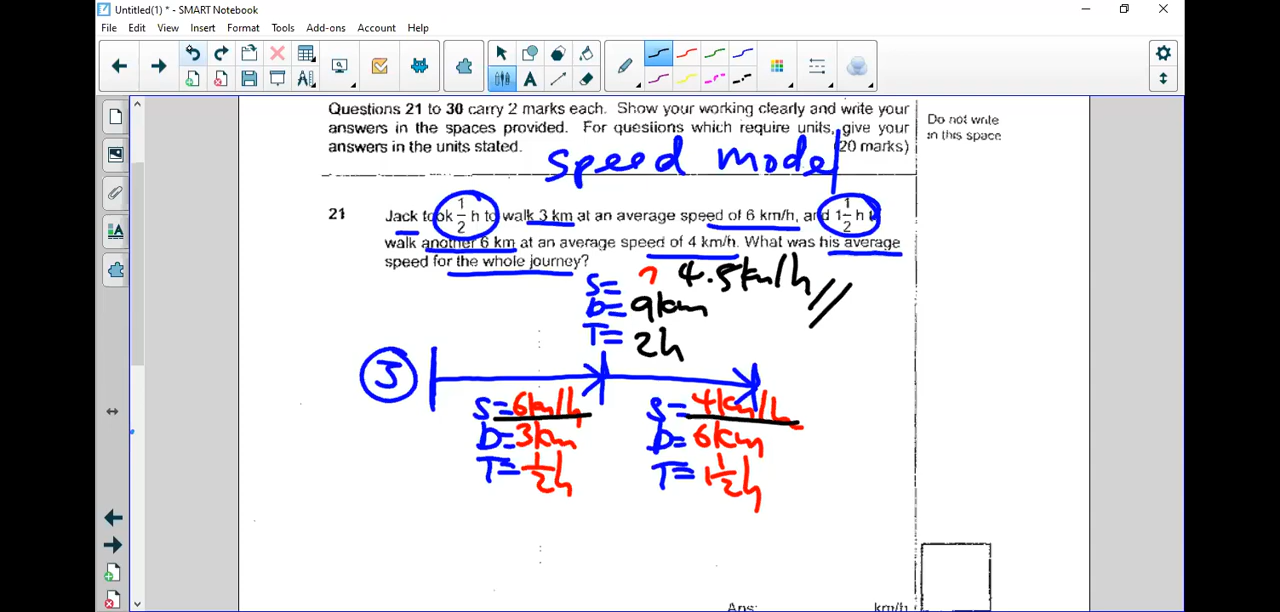 Untitled(1) * - SMART Notebook
File Edit View Insert Format Tools Add-ons Account Help
Questions 21 to 30 carry 2 marks each. Show your working clearly and write your
answers in the spaces provided. For questions which require units, give your
answers in the units stated. (20 marks)
Do not write
in this space
speed model
21 Jack took 1/2 h to walk 3 km at an average speed of 6 km/h, and 1 1/2 h to
walk another 6 km at an average speed of 4 km/h. What was his average
speed for the whole journey?
S= ? 4.5km/h
D= 9km
T= 2h
3
S=6km/h S=4km/h
D=3km D=6km
T=1/2h T=1 1/2h
Ans: km/h